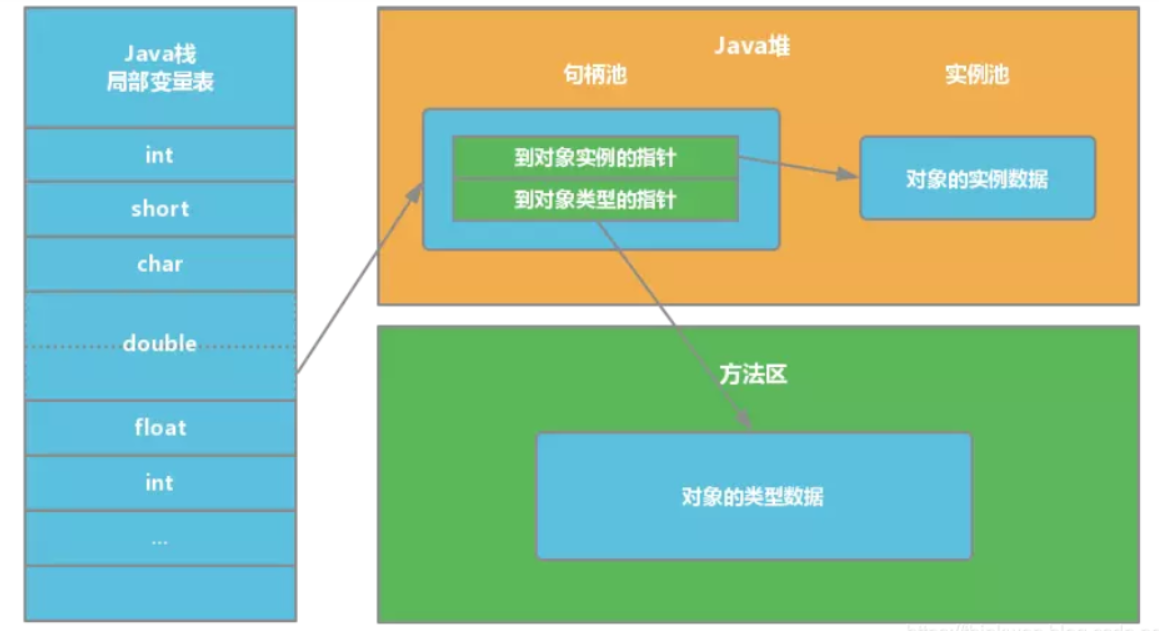 Java栈
局部变量表
int
short
char
double
float
int
...
Java堆
句柄池
实例池
到对象实例的指针
到对象类型的指针
对象的实例数据
方法区
对象的类型数据